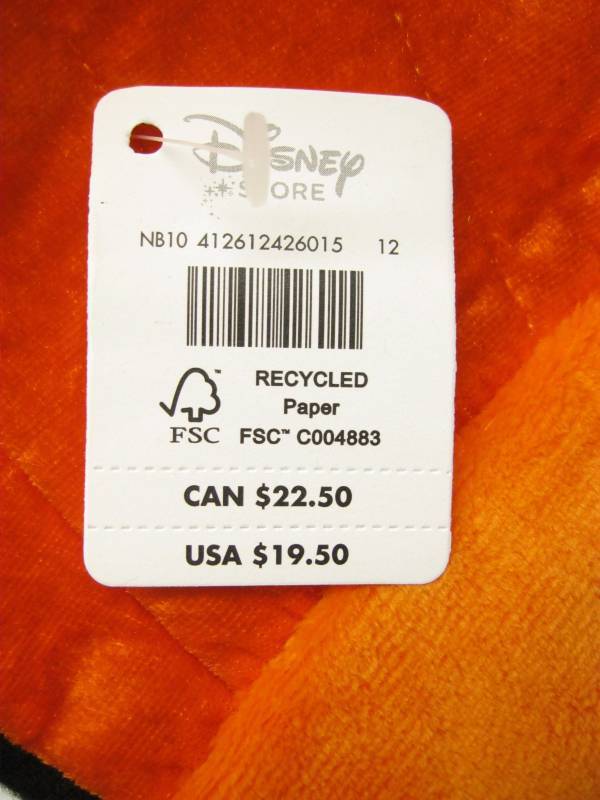 Disney
STORE
NB10 412612426015 12
RECYCLED
Paper
FSC FSC™ C004883
CAN $22.50
USA $19.50